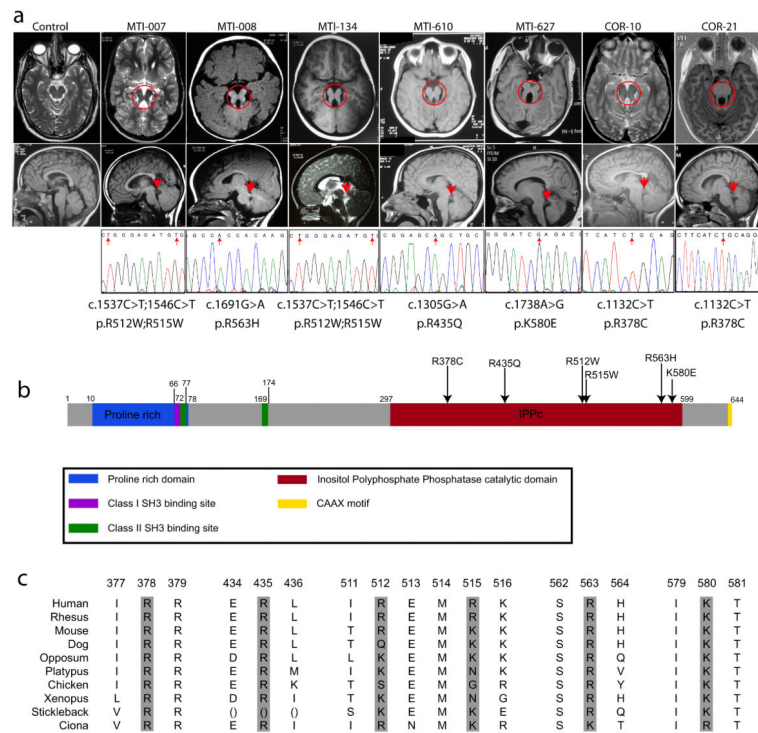 a
Control MTI-007 MTI-008 MTI-134 MTI-610 MTI-627 COR-10 COR-21
C T G G G A G A T G T G G C C A C C A C A A G C T G G G A G A T G T G C G G A G C A G C T G C G G G A T C G A G A C C T C A T C T G C A G C T T C A T C T G C A G G
c.1537C>T;1546C>T c.1691G>A c.1537C>T;1546C>T c.1305G>A c.1738A>G c.1132C>T c.1132C>T
p.R512W;R515W p.R563H p.R512W;R515W p.R435Q p.K580E p.R378C p.R378C
b
R378C R435Q R512W R515W R563H K580E
1 10 66 72 77 78 169 174 297 599 644
Proline rich IPPc
Proline rich domain Inositol Polyphosphate Phosphatase catalytic domain
Class I SH3 binding site CAAX motif
Class II SH3 binding site
c
377 378 379 434 435 436 511 512 513 514 515 516 562 563 564 579 580 581
Human I R R E R L I R E M R K S R H I K T
Rhesus I R R E R L I R E M R K S R H I K T
Mouse I R R E R L T R E M K K S R H I K T
Dog I R R E R L T Q E M K K S R H I K T
Opposum I R R D R L L K E M K K S R Q I K T
Platypus I R R E R M I K E M N K S R V I K T
Chicken I R R E R K T S E M G R S R Y I K T
Xenopus L R R D R I T K E M N G S R H I K T
Stickleback V R R () () () S K E M K E S R Q I K T
Ciona V R R E R I I R N M K R S K T I R T